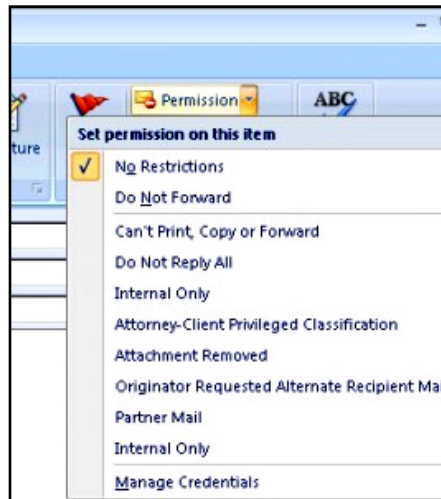 Permission
ABC
ture
Set permission on this item
No Restrictions
Do Not Forward
Can't Print, Copy or Forward
Do Not Reply All
Internal Only
Attorney-Client Privileged Classification
Attachment Removed
Originator Requested Alternate Recipient Mai
Partner Mail
Internal Only
Manage Credentials